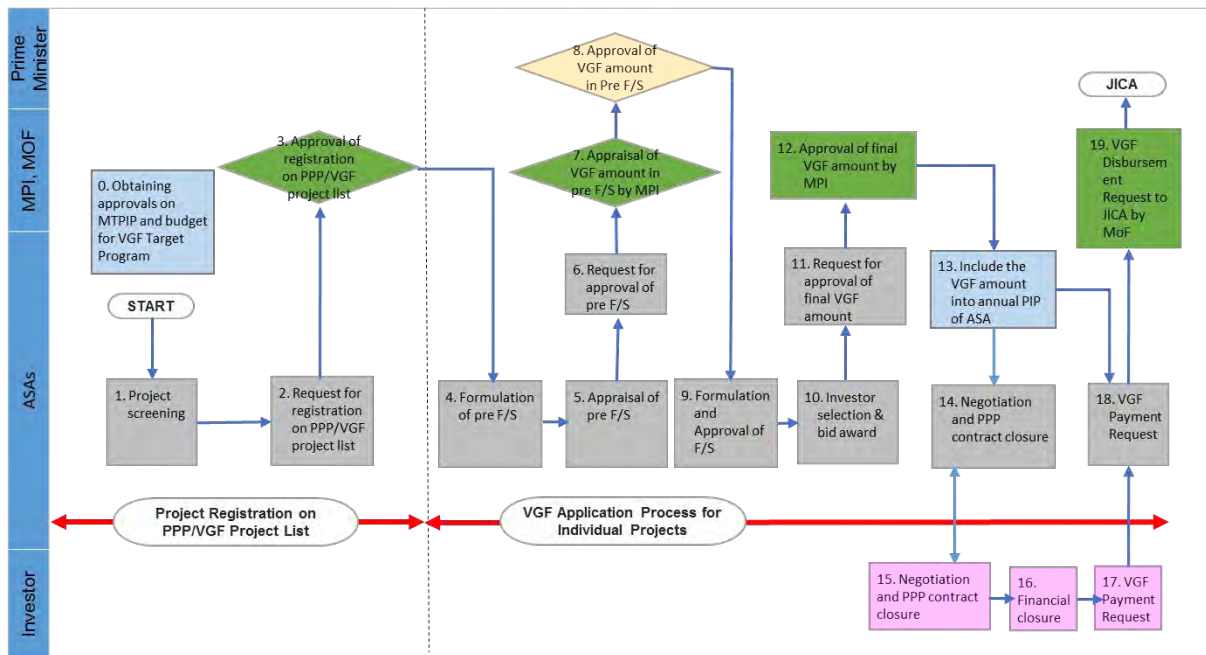 Prime
Minister
MPI, MOF
ASAs
Investor
0. Obtaining
approvals on
MTPIP and budget
for VGF Target
Program
START
1. Project
screening
2. Request for
registration
on PPP/VGF
project list
3. Approval of
registration
on PPP/VGF
project list
4. Formulation
of pre F/S
5. Appraisal
of pre F/S
6. Request for
approval of
pre F/S
7. Appraisal of
VGF amount in
pre F/S by MPI
8. Approval of
VGF amount
in Pre F/S
9. Formulation
and
Approval of
F/S
10. Investor
selection &
bid award
11. Request for
approval of
final VGF
amount
12. Approval of final
VGF amount by
MPI
13. Include the
VGF amount
into annual PIP
of ASA
14. Negotiation
and PPP
contract closure
15. Negotiation
and PPP contract
closure
16.
Financial
closure
17. VGF
Payment
Request
18. VGF
Payment
Request
19. VGF
Disbursem
ent
Request to
JICA by
MoF
JICA
Project Registration on
PPP/VGF Project List
VGF Application Process for
Individual Projects